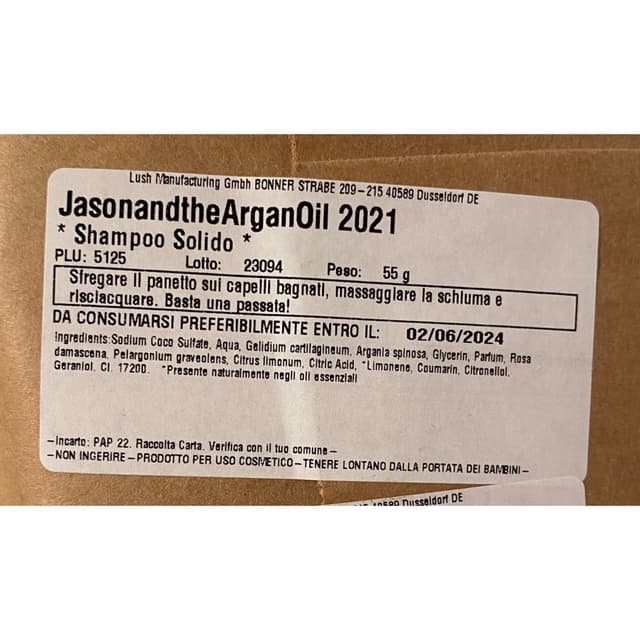 Lush Manufacturing Gmbh BONNER STRABE 209-215 40589 Dusseldorf DE
JasonandtheArganOil 2021
* Shampoo Solido *
PLU: 5125 Lotto: 23094 Peso: 55 g
Sfregare il panetto sui capelli bagnati, massaggiare la schiuma e
risciacquare. Basta una passata!
DA CONSUMARSI PREFERIBILMENTE ENTRO IL: 02/06/2024
Ingredients:Sodium Coco Sulfate, Aqua, Gelidium cartilagineum, Argania spinosa, Glycerin, Parfum, Rosa
damascena, Pelargonium graveolens, Citrus limonum, Citric Acid, *Limonene, Coumarin, Citronellol,
Geraniol. CI. 17200. *Presente naturalmente negli oli essenziali
-Incarto: PAP 22. Raccolta Carta. Verifica con il tuo comune-
-NON INGERIRE-PRODOTTO PER USO COSMETICO-TENERE LONTANO DALLA PORTATA DEI BAMBINI-
40589 Dusseldorf DE